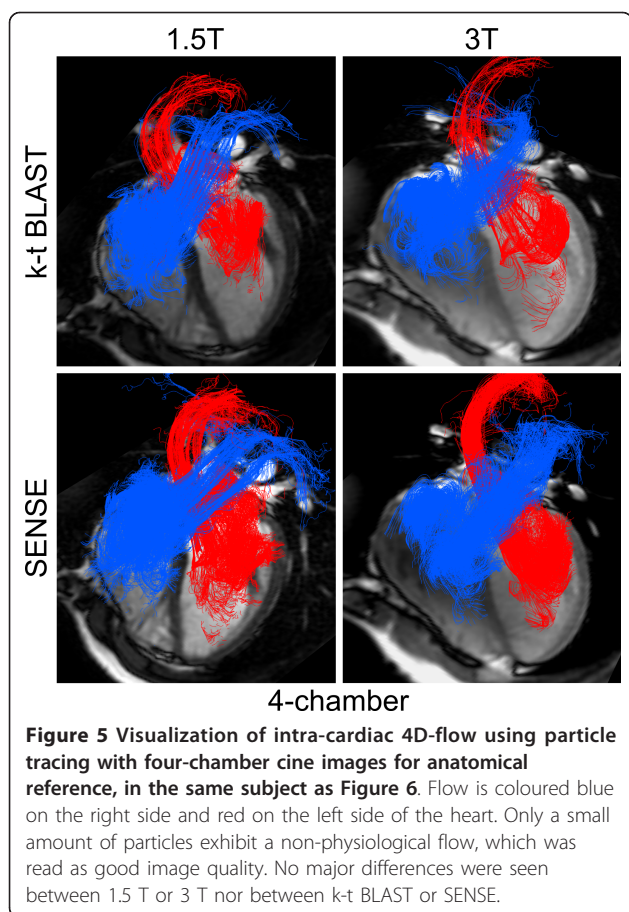 1.5T 3T
k-t BLAST
SENSE
4-chamber
Figure 5 Visualization of intra-cardiac 4D-flow using particle
tracing with four-chamber cine images for anatomical
reference, in the same subject as Figure 6. Flow is coloured blue
on the right side and red on the left side of the heart. Only a small
amount of particles exhibit a non-physiological flow, which was
read as good image quality. No major differences were seen
between 1.5 T or 3 T nor between k-t BLAST or SENSE.